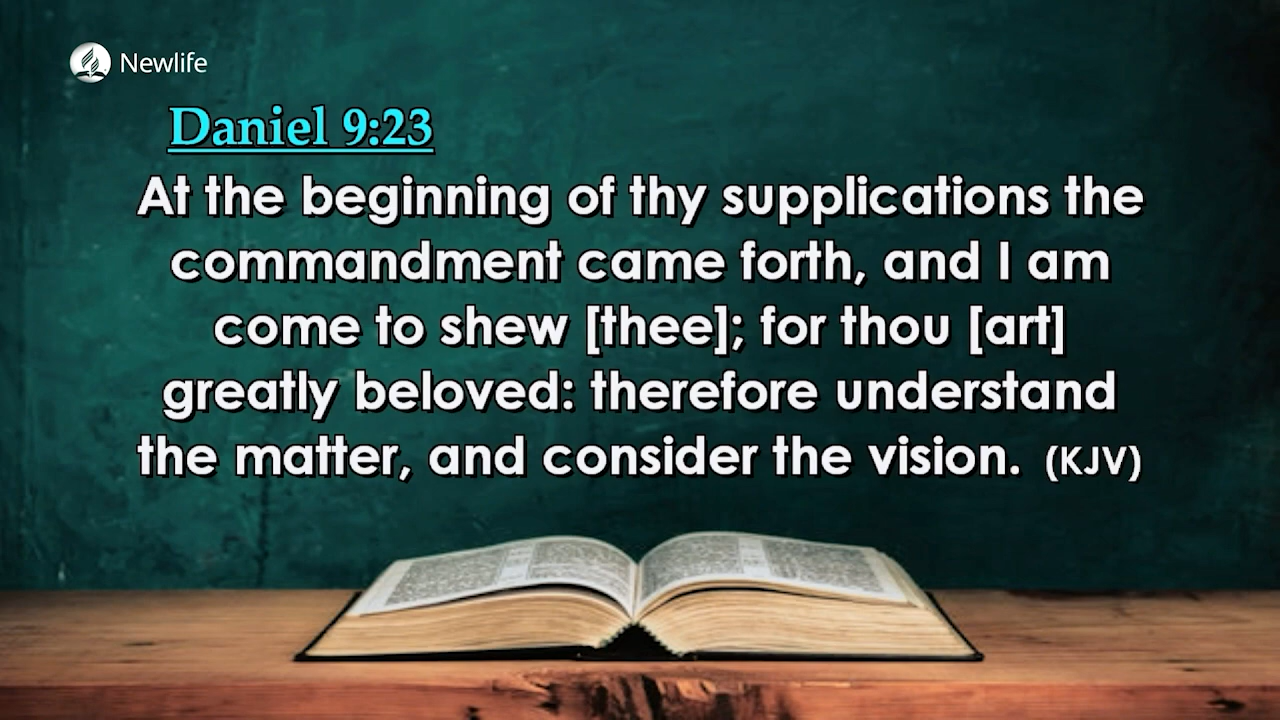 Newlife
Daniel 9:23
At the beginning of thy supplications the
commandment came forth, and I am
come to shew [thee]; for thou [art]
greatly beloved: therefore understand
the matter, and consider the vision. (KJV)